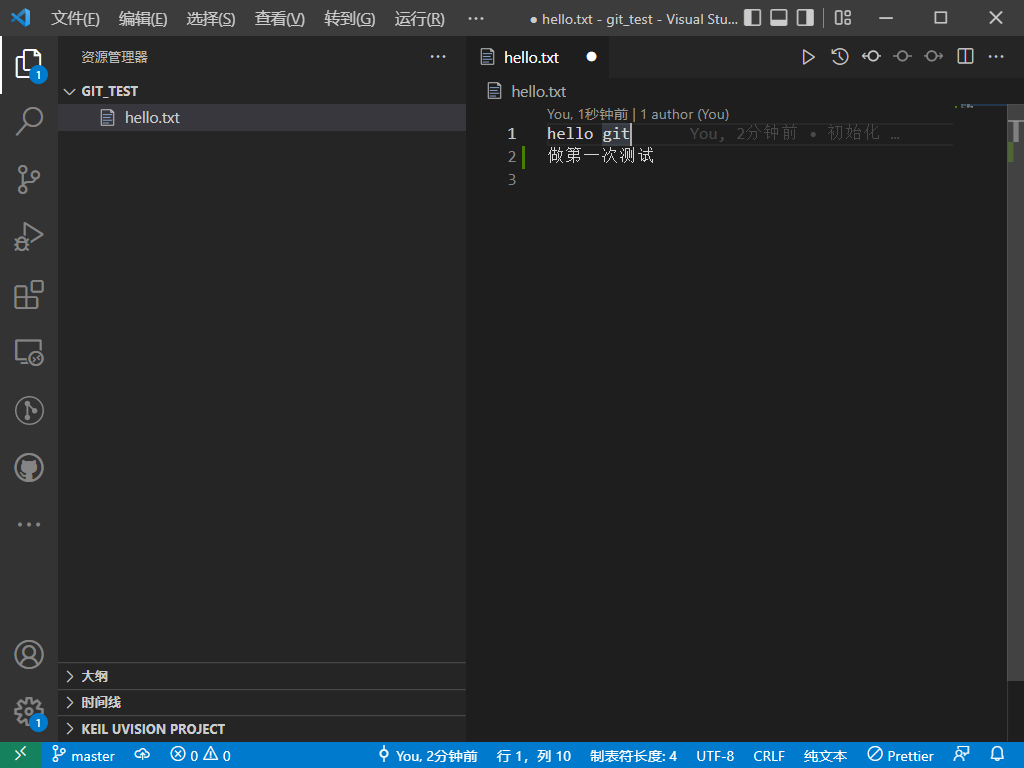 文件(F) 编辑(E) 选择(S) 查看(V) 转到(G) 运行(R) ··· ● hello.txt - git_test - Visual Stu...
资源管理器 ···
hello.txt ●
GIT_TEST
hello.txt
hello.txt
You, 1秒钟前 | 1 author (You)
1 hello git You, 2分钟前 • 初始化 …
2 做第一次测试
3
1
大纲
时间线
KEIL UVISION PROJECT
1
master 0 0 You, 2分钟前 行 1，列 10 制表符长度: 4 UTF-8 CRLF 纯文本 Prettier